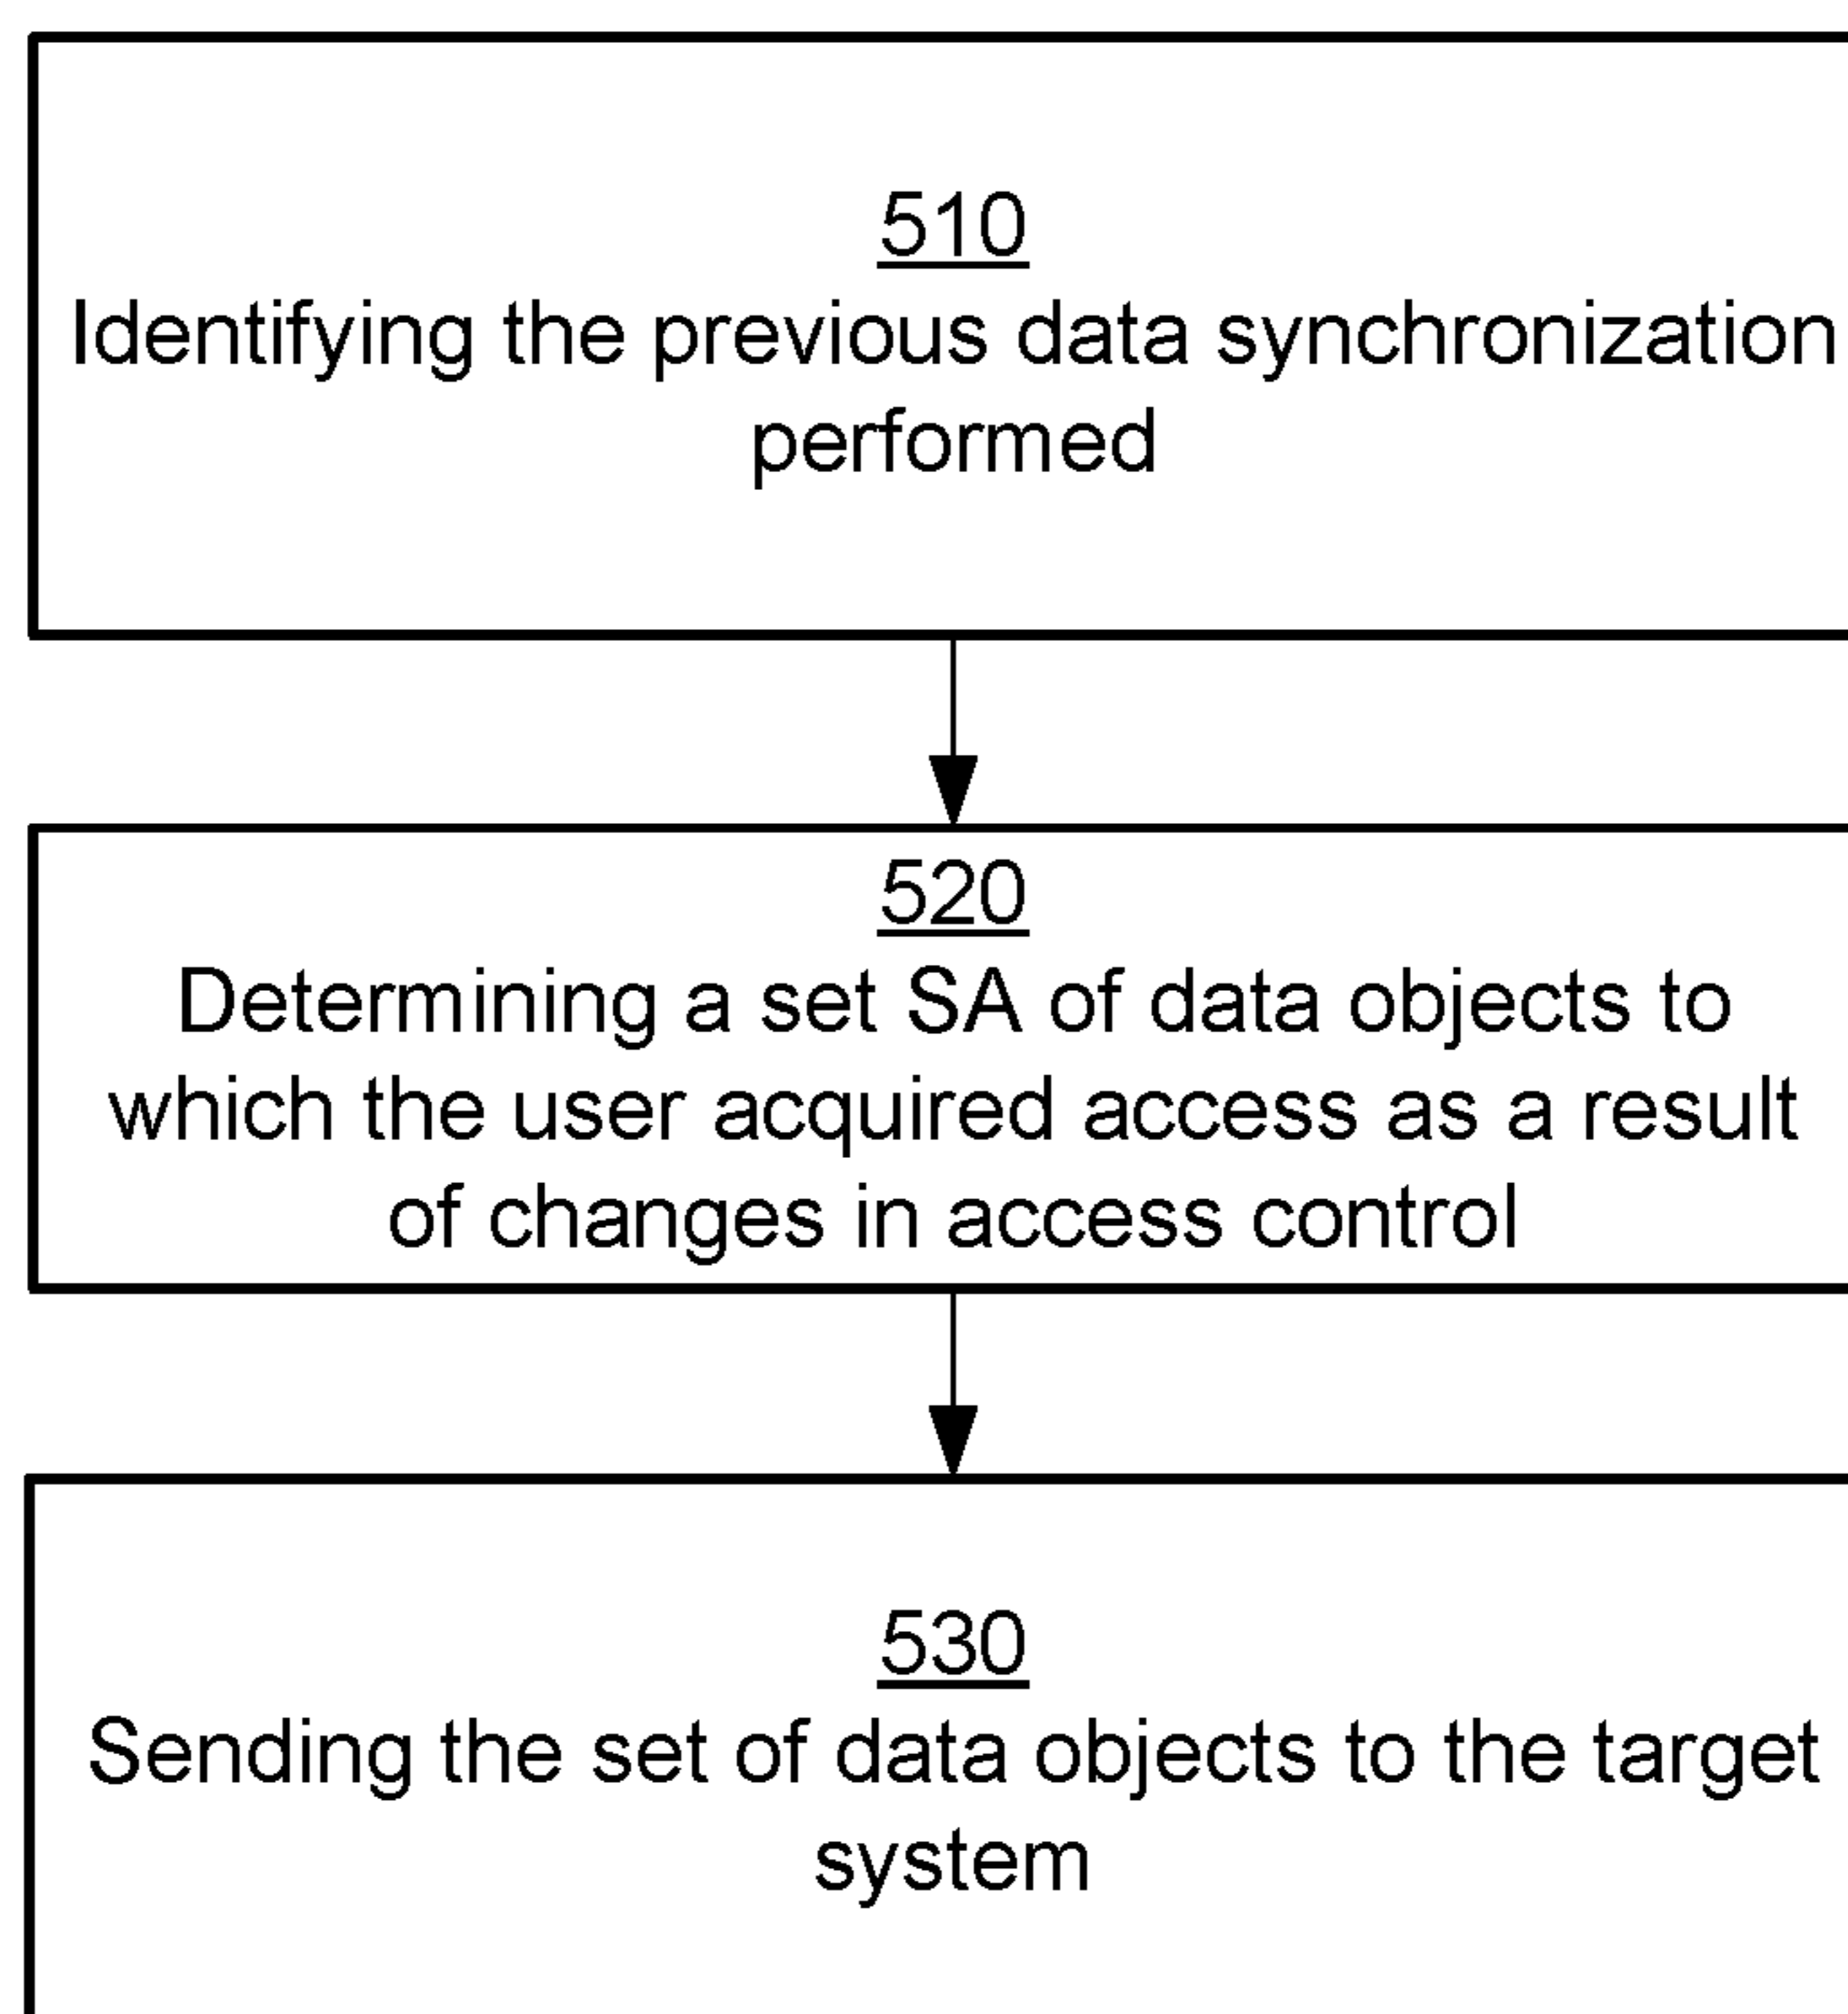 510
Identifying the previous data synchronization
performed
520
Determining a set SA of data objects to
which the user acquired access as a result
of changes in access control
530
Sending the set of data objects to the target
system